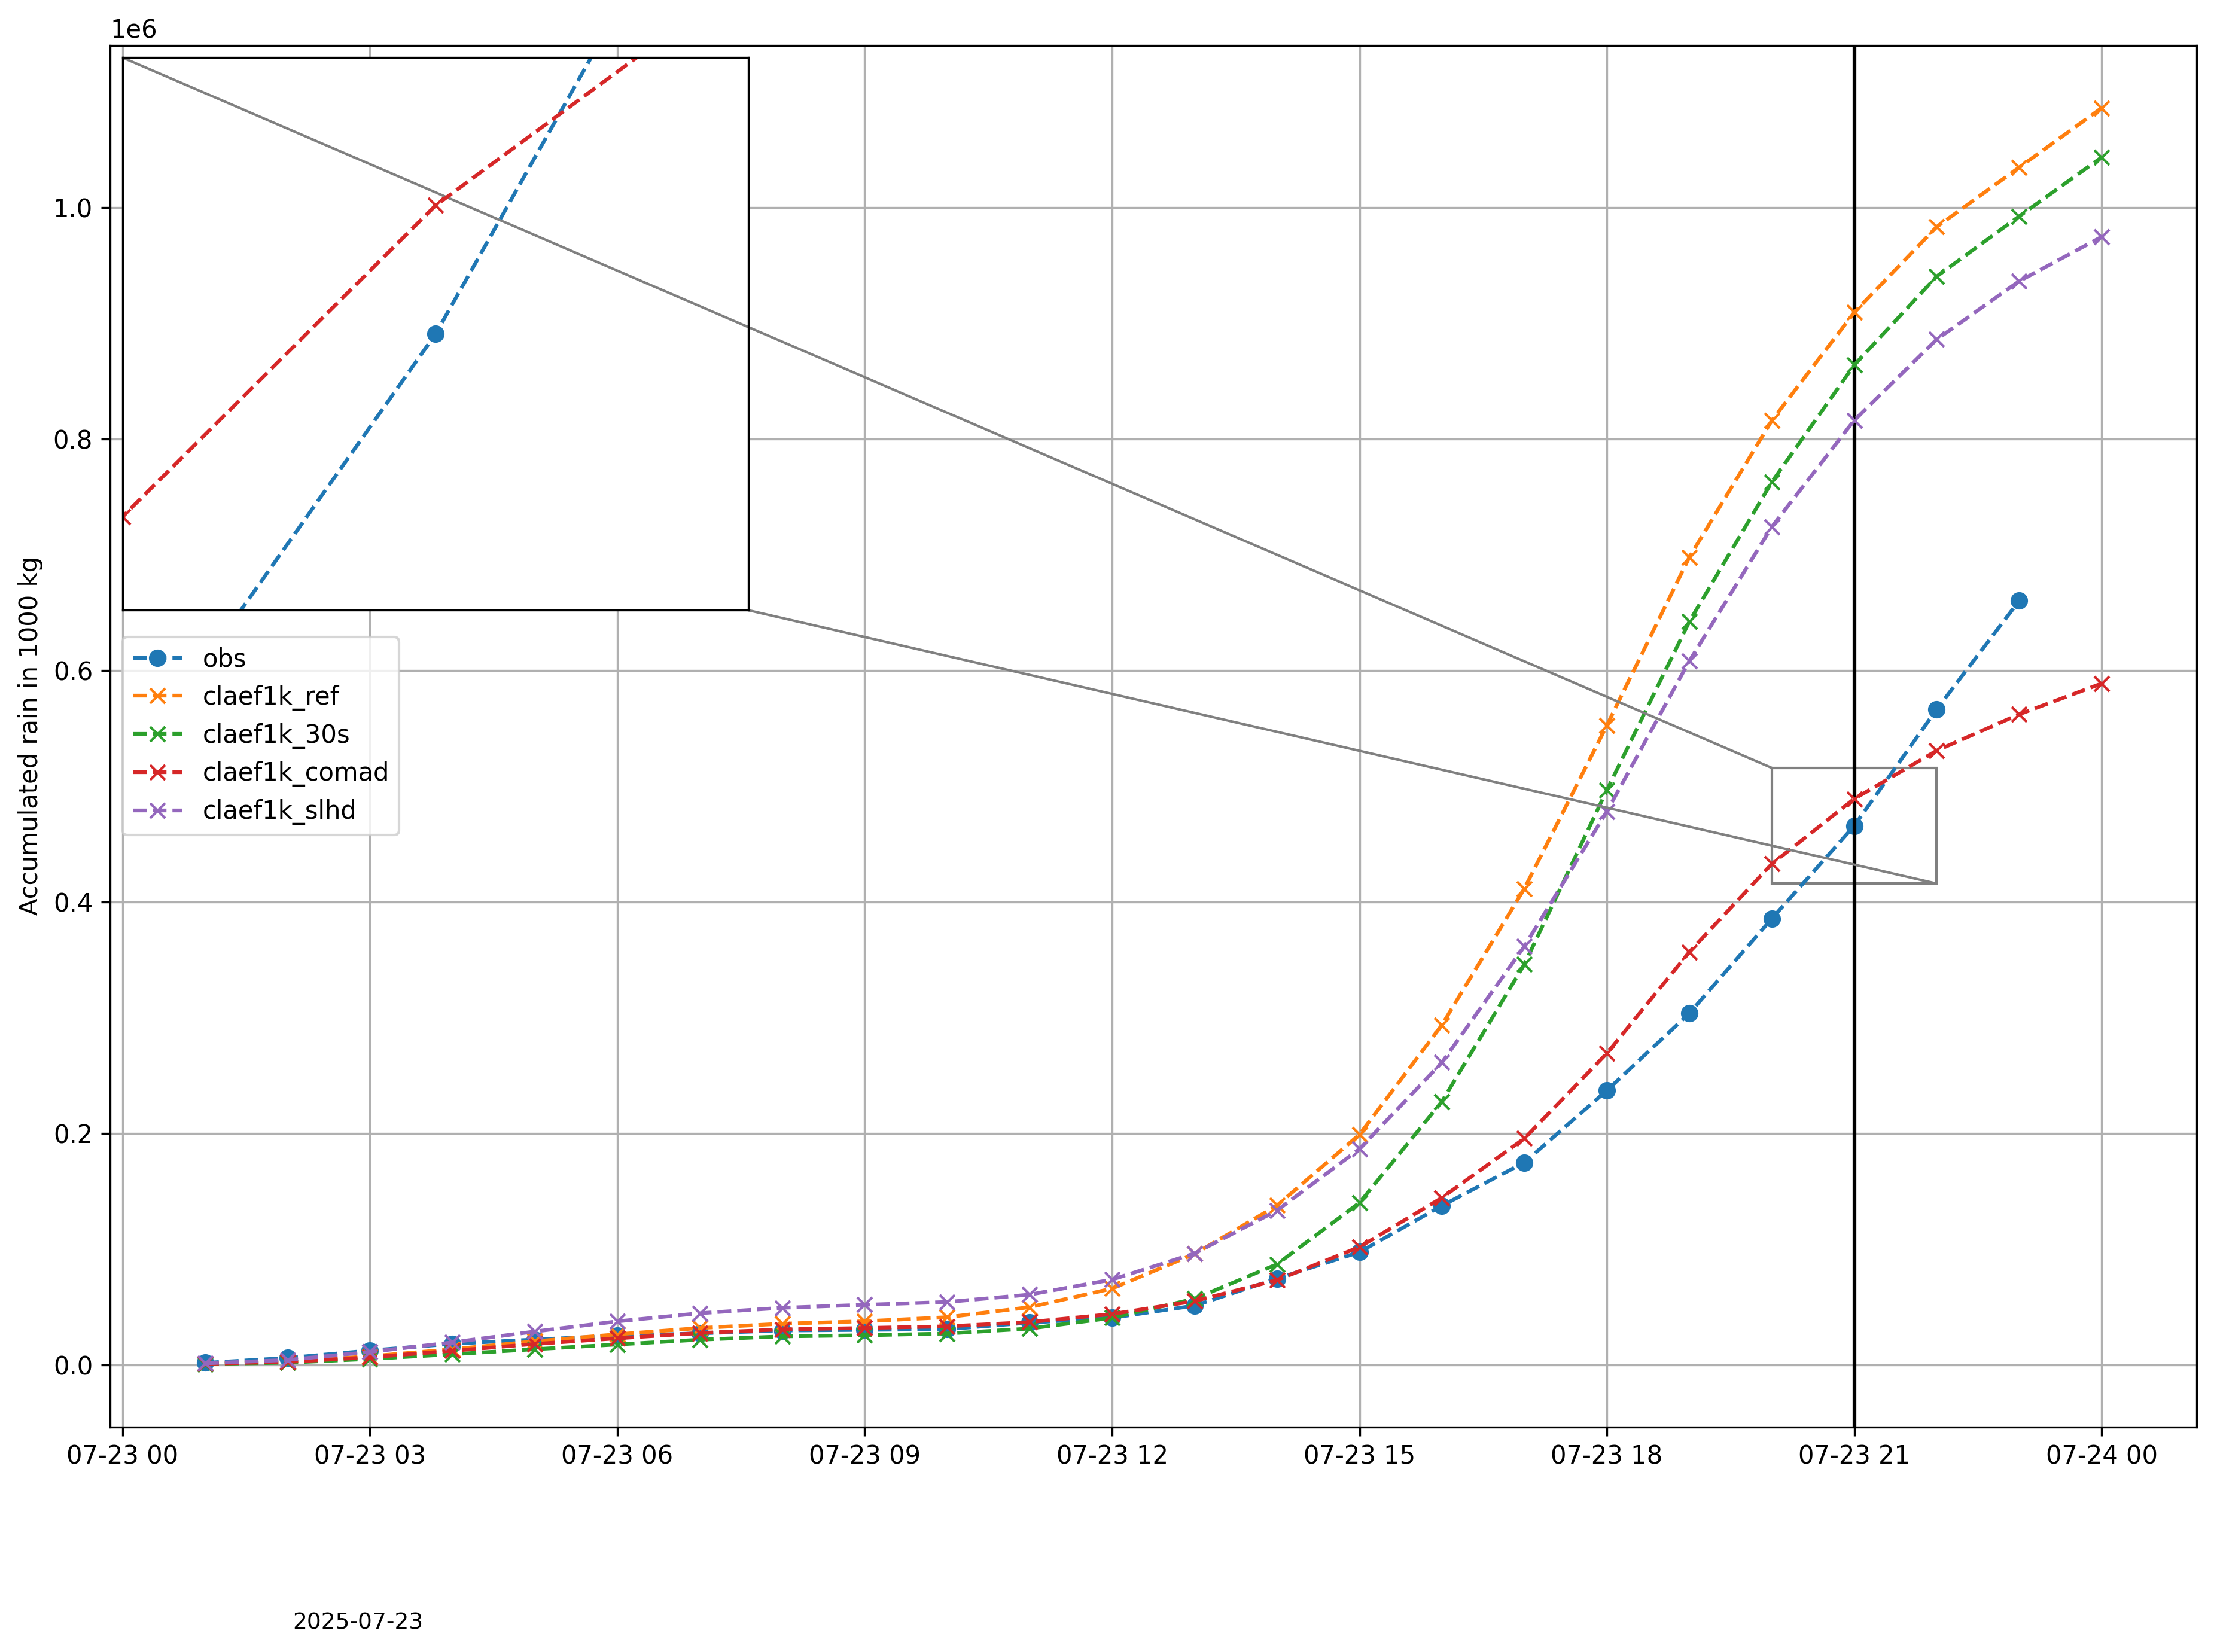 1e6
1.0
0.8
0.6
0.4
0.2
0.0
Accumulated rain in 1000 kg
obs
claef1k_ref
claef1k_30s
claef1k_comad
claef1k_slhd
07-23 00 07-23 03 07-23 06 07-23 09 07-23 12 07-23 15 07-23 18 07-23 21 07-24 00
2025-07-23